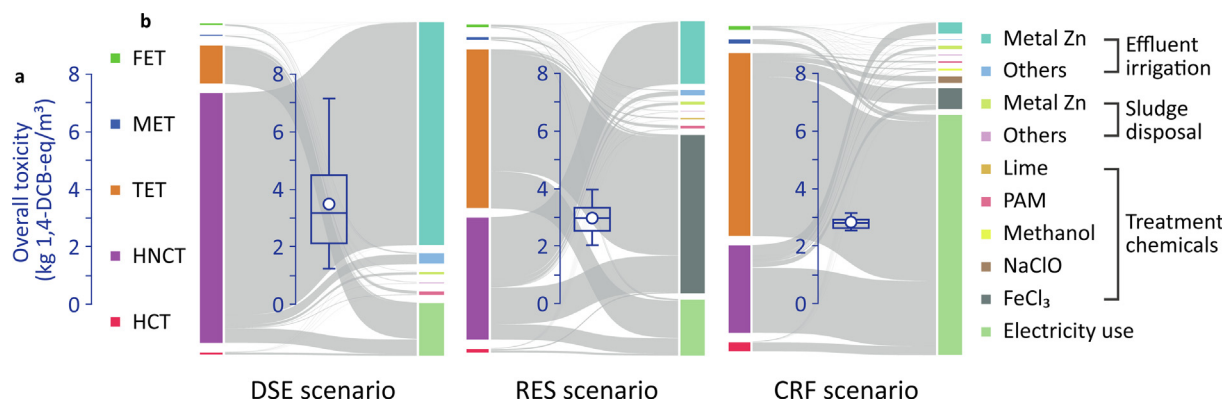 b
FET
MET
TET
HNCT
HCT
a
Overall toxicity
(kg 1,4-DCB-eq/m³)
8
6
4
2
0
8
6
4
2
0
8
6
4
2
0
8
6
4
2
0
DSE scenario
RES scenario
CRF scenario
Metal Zn
Others
Effluent
irrigation
Metal Zn
Others
Sludge
disposal
Lime
PAM
Methanol
NaClO
FeCl₃
Treatment
chemicals
Electricity use